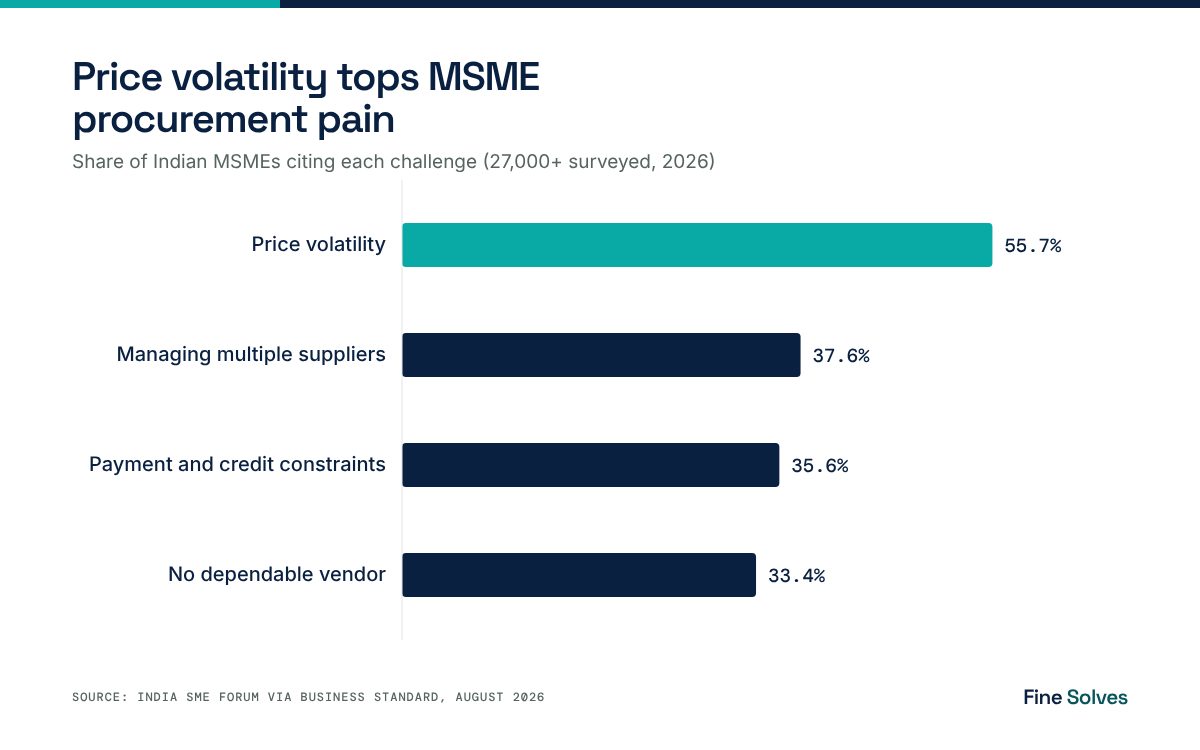 Price volatility tops MSME
procurement pain
Share of Indian MSMEs citing each challenge (27,000+ surveyed, 2026)
Price volatility 55.7%
Managing multiple suppliers 37.6%
Payment and credit constraints 35.6%
No dependable vendor 33.4%
SOURCE: INDIA SME FORUM VIA BUSINESS STANDARD, AUGUST 2026
Fine Solves